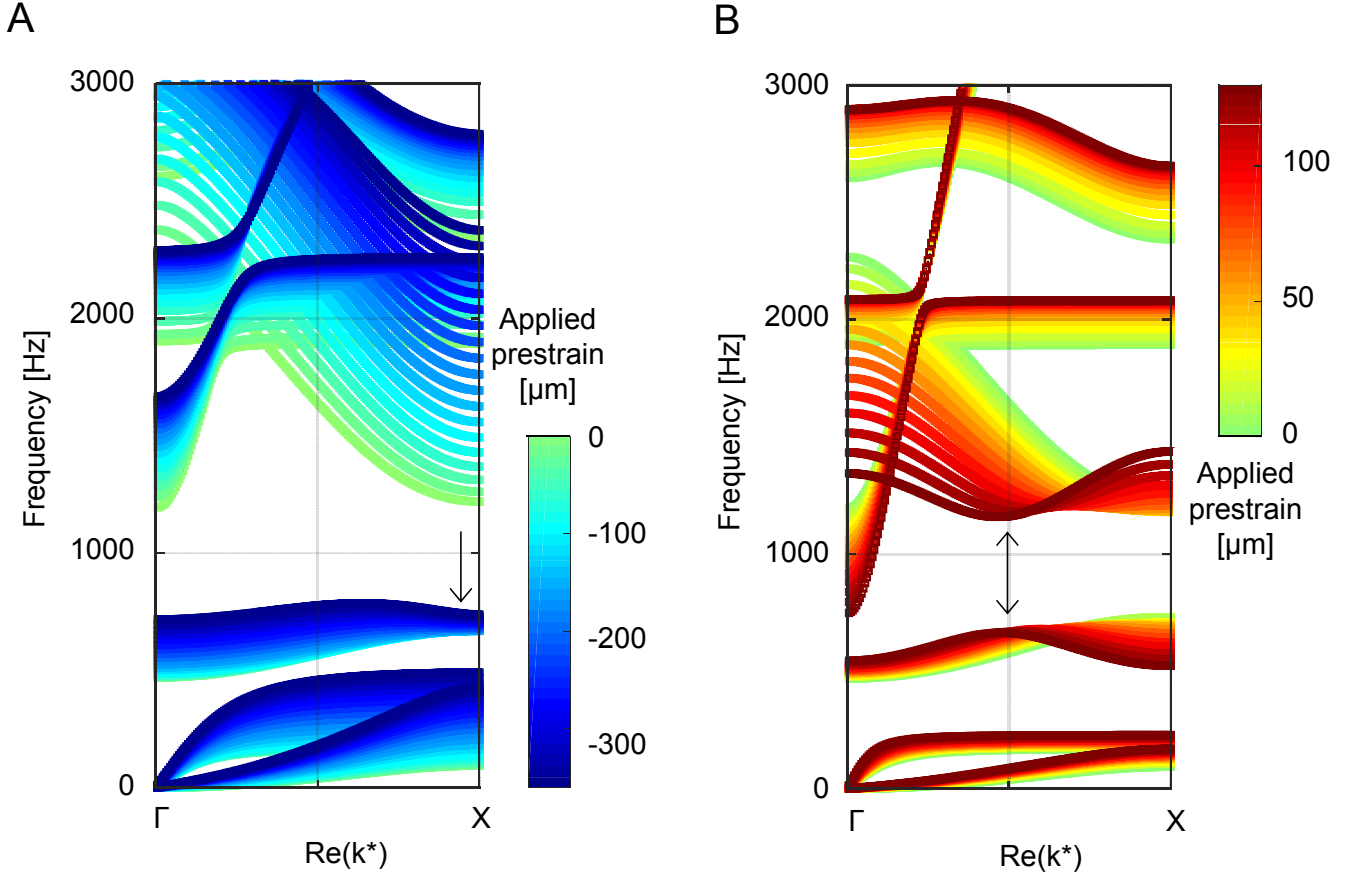 A
3000
2000
1000
0
Frequency [Hz]
Γ
X
Re(k*)
Applied
prestrain
[µm]
0
-100
-200
-300
B
3000
2000
1000
0
Frequency [Hz]
Γ
X
Re(k*)
100
50
0
Applied
prestrain
[µm]